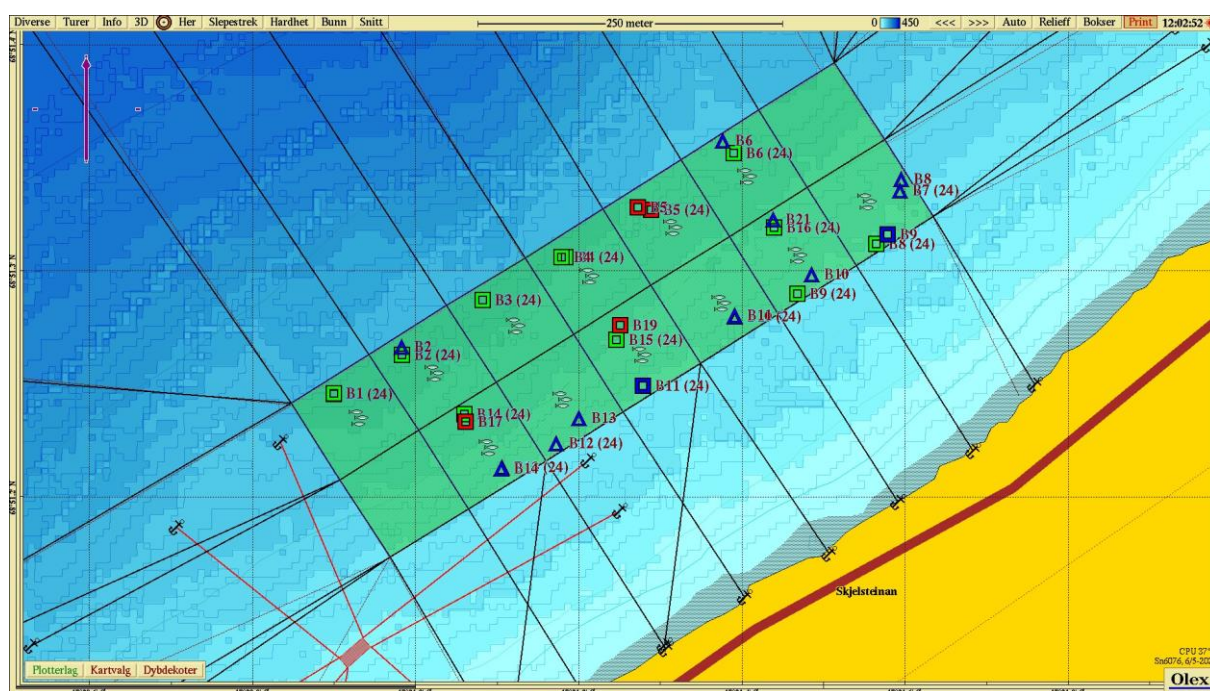 Diverse Turer Info 3D Her Slepestrek Hardhet Bunn Snitt 250 meter 0 450 <<< >>> Auto Relieff Bokser Print 12:02:52
B6
B6 (24)
B8
B7 (24)
B5
B5 (24)
B21
B16 (24)
B9
B8 (24)
B4 (24)
B10
B9 (24)
B3 (24)
B19
B15 (24)
B2
B2 (24)
B11 (24)
B1 (24)
B14 (24)
B17
B13
B12 (24)
B14 (24)
Skjelsteinan
Plotterlag Kartvalg Dybdekoter
Olex